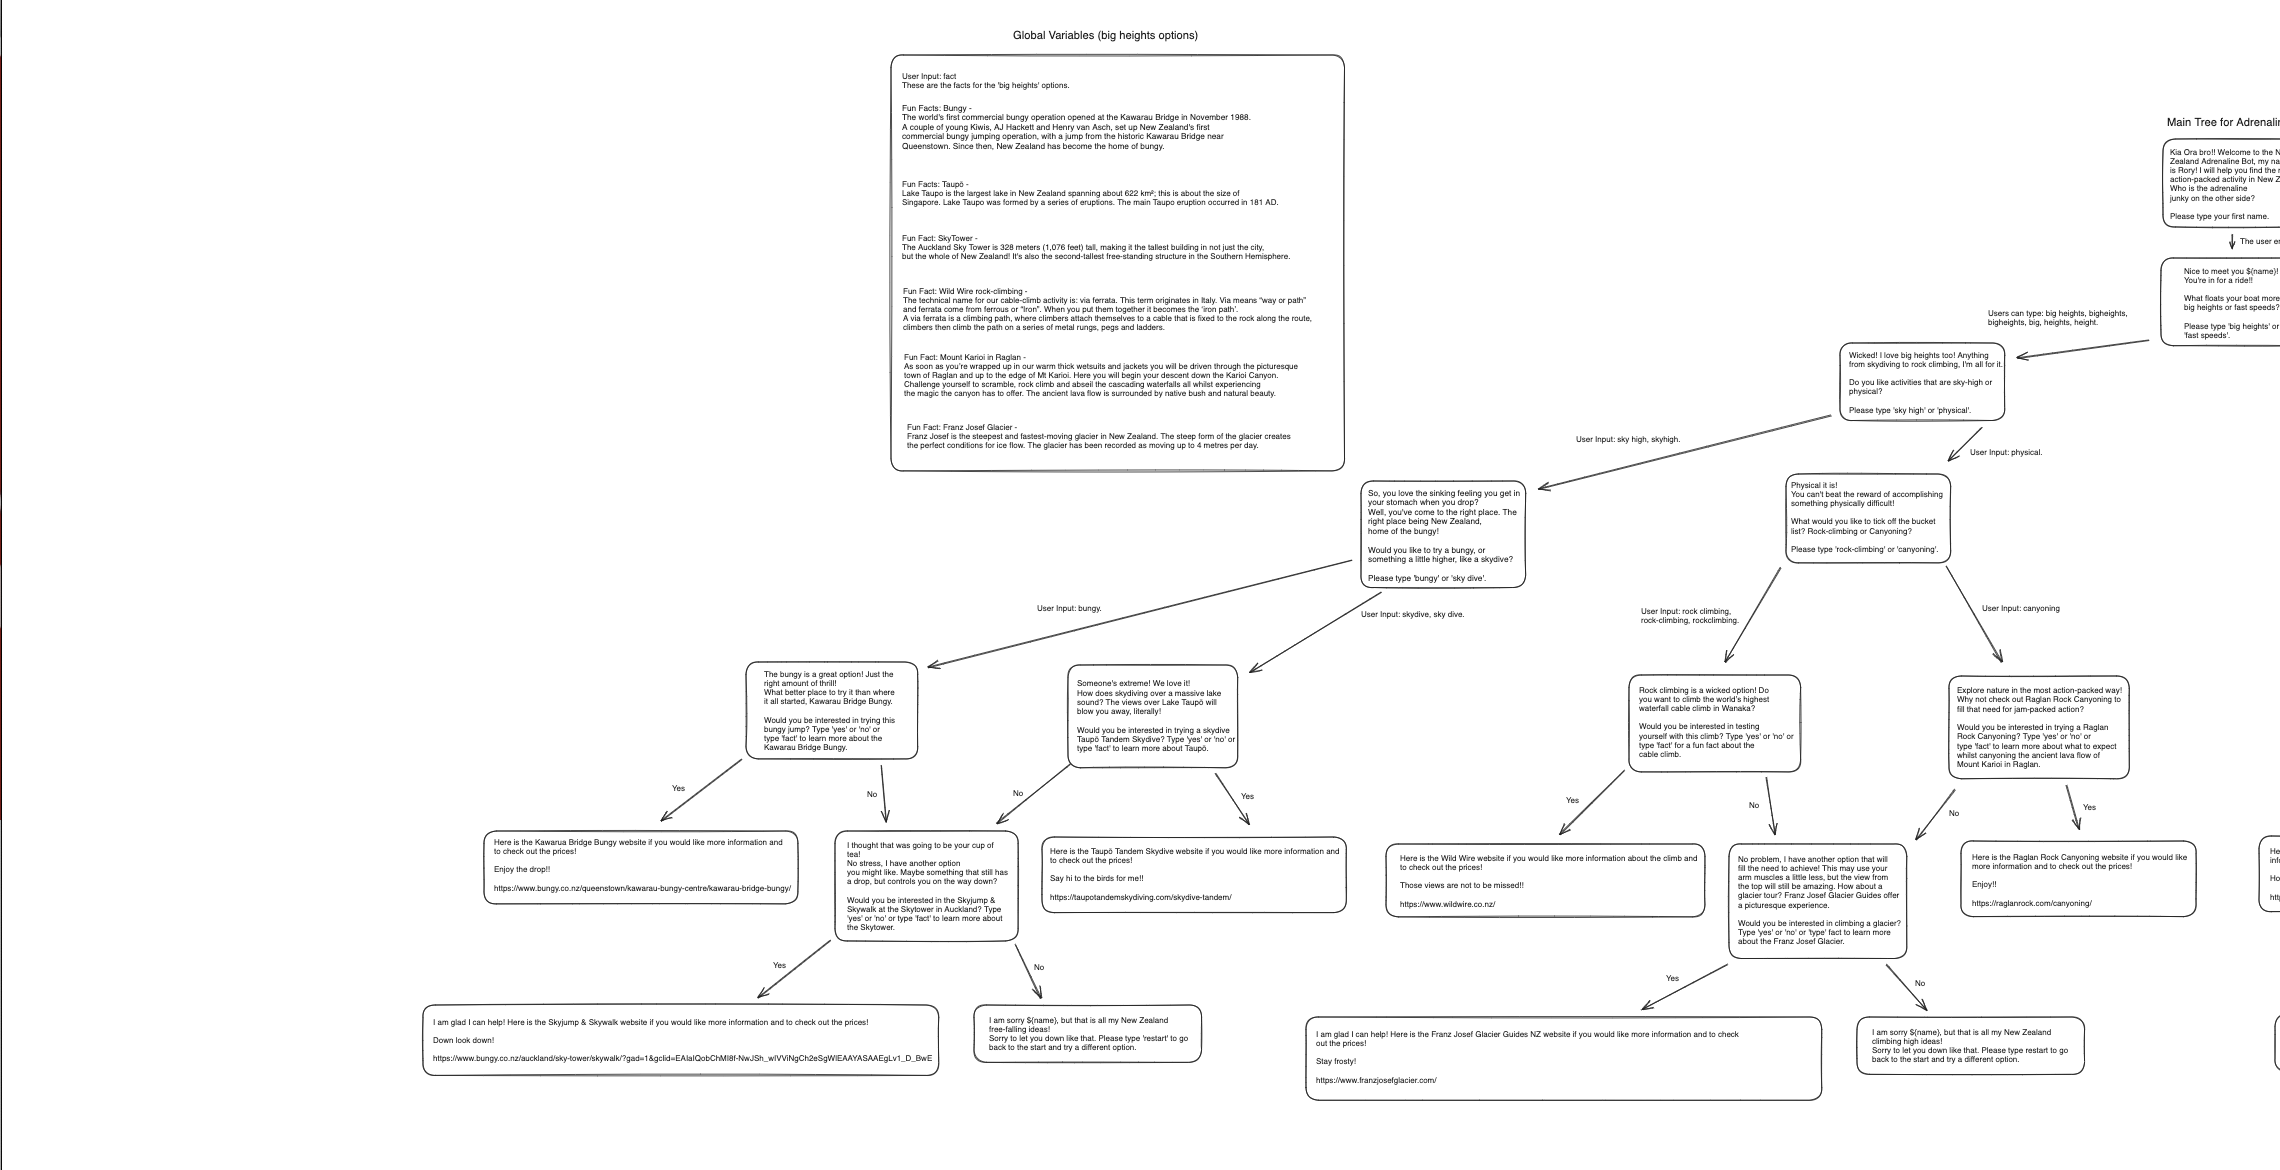 Global Variables (big heights options)
User Input: fact
These are the facts for the 'big heights' options.
Fun Facts: Bungy -
The world's first commercial bungy operation opened at the Kawarau Bridge in November 1988.
A couple of young Kiwis, AJ Hackett and Henry van Asch, set up New Zealand's first
commercial bungy jumping operation, with a jump from the historic Kawarau Bridge near
Queenstown. Since then, New Zealand has become the home of bungy.
Fun Facts: Taupō -
Lake Taupo is the largest lake in New Zealand spanning about 622 km²; this is about the size of
Singapore. Lake Taupo was formed by a series of eruptions. The main Taupo eruption occurred in 181 AD.
Fun Fact: SkyTower -
The Auckland Sky Tower is 328 meters (1,076 feet) tall, making it the tallest building in not just the city,
but the whole of New Zealand! It's also the second-tallest free-standing structure in the Southern Hemisphere.
Fun Fact: Wild Wire rock-climbing -
The technical name for our cable-climb activity is: via ferrata. This term originates in Italy. Via means "way or path"
and ferrata come from ferrous or "Iron". When you put them together it becomes the 'iron path'.
A via ferrata is a climbing path, where climbers attach themselves to a cable that is fixed to the rock along the route,
climbers then climb the path on a series of metal rungs, pegs and ladders.
Fun Fact: Mount Karioi in Raglan -
As soon as you're wrapped up in our warm thick wetsuits and jackets you will be driven through the picturesque
town of Raglan and up to the edge of Mt Karioi. Here you will begin your descent down the Karioi Canyon.
Challenge yourself to scramble, rock climb and abseil the cascading waterfalls all whilst experiencing
the magic the canyon has to offer. The ancient lava flow is surrounded by native bush and natural beauty.
Fun Fact: Franz Josef Glacier -
Franz Josef is the steepest and fastest-moving glacier in New Zealand. The steep form of the glacier creates
the perfect conditions for ice flow. The glacier has been recorded as moving up to 4 metres per day.
Main Tree for Adrenalin
Kia Ora bro!! Welcome to the N
Zealand Adrenaline Bot, my na
is Rory! I will help you find the m
action-packed activity in New Z
Who is the adrenaline
junky on the other side?
Please type your first name.
The user en
Nice to meet you ${name}!
You're in for a ride!!
What floats your boat more
big heights or fast speeds?
Please type 'big heights' or
'fast speeds'.
Users can type: big heights, bigheights,
bigheights, big, heights, height.
Wicked! I love big heights too! Anything
from skydiving to rock climbing, I'm all for it.
Do you like activities that are sky-high or
physical?
Please type 'sky high' or 'physical'.
User Input: sky high, skyhigh.
User Input: physical.
So, you love the sinking feeling you get in
your stomach when you drop?
Well, you've come to the right place. The
right place being New Zealand,
home of the bungy!
Would you like to try a bungy, or
something a little higher, like a skydive?
Please type 'bungy' or 'sky dive'.
Physical it is!
You can't beat the reward of accomplishing
something physically difficult!
What would you like to tick off the bucket
list? Rock-climbing or Canyoning?
Please type 'rock-climbing' or 'canyoning'.
User Input: bungy.
User Input: skydive, sky dive.
User Input: rock climbing,
rock-climbing, rockclimbing.
User Input: canyoning
The bungy is a great option! Just the
right amount of thrill!
What better place to try it than where
it all started, Kawarau Bridge Bungy.
Would you be interested in trying this
bungy jump? Type 'yes' or 'no' or
type 'fact' to learn more about the
Kawarau Bridge Bungy.
Someone's extreme! We love it!
How does skydiving over a massive lake
sound? The views over Lake Taupō will
blow you away, literally!
Would you be interested in trying a skydive
Taupō Tandem Skydive? Type 'yes' or 'no' or
type 'fact' to learn more about Taupō.
Rock climbing is a wicked option! Do
you want to climb the world's highest
waterfall cable climb in Wanaka?
Would you be interested in testing
yourself with this climb? Type 'yes' or 'no' or
type 'fact' for a fun fact about the
cable climb.
Explore nature in the most action-packed way!
Why not check out Raglan Rock Canyoning to
fill that need for jam-packed action?
Would you be interested in trying a Raglan
Rock Canyoning? Type 'yes' or 'no' or
type 'fact' to learn more about what to expect
whilst canyoning the ancient lava flow of
Mount Karioi in Raglan.
Yes
No
No
Yes
Yes
No
No
Yes
Here is the Kawarua Bridge Bungy website if you would like more information and
to check out the prices!
Enjoy the drop!!
https://www.bungy.co.nz/queenstown/kawarau-bungy-centre/kawarau-bridge-bungy/
I thought that was going to be your cup of
tea!
No stress, I have another option
you might like. Maybe something that still has
a drop, but controls you on the way down?
Would you be interested in the Skyjump &
Skywalk at the Skytower in Auckland? Type
'yes' or 'no' or type 'fact' to learn more about
the Skytower.
Here is the Taupō Tandem Skydive website if you would like more information and
to check out the prices!
Say hi to the birds for me!!
https://taupotandemskydiving.com/skydive-tandem/
Here is the Wild Wire website if you would like more information about the climb and
to check out the prices!
Those views are not to be missed!!
https://www.wildwire.co.nz/
No problem, I have another option that will
fill the need to achieve! This may use your
arm muscles a little less, but the view from
the top will still be amazing. How about a
glacier tour? Franz Josef Glacier Guides offer
a picturesque experience.
Would you be interested in climbing a glacier?
Type 'yes' or 'no' or 'type' fact to learn more
about the Franz Josef Glacier.
Here is the Raglan Rock Canyoning website if you would like
more information and to check out the prices!
Enjoy!!
https://raglanrock.com/canyoning/
He
info
Ho
http
Yes
No
Yes
No
I am glad I can help! Here is the Skyjump & Skywalk website if you would like more information and to check out the prices!
Down look down!
https://www.bungy.co.nz/auckland/sky-tower/skywalk/?gad=1&gclid=EAIaIQobChMI8f-NwJSh_wIVViNgCh2eSgWlEAAYASAAEgLv1_D_BwE
I am sorry ${name}, but that is all my New Zealand
free-falling ideas!
Sorry to let you down like that. Please type 'restart' to go
back to the start and try a different option.
I am glad I can help! Here is the Franz Josef Glacier Guides NZ website if you would like more information and to check
out the prices!
Stay frosty!
https://www.franzjosefglacier.com/
I am sorry ${name}, but that is all my New Zealand
climbing high ideas!
Sorry to let you down like that. Please type restart to go
back to the start and try a different option.